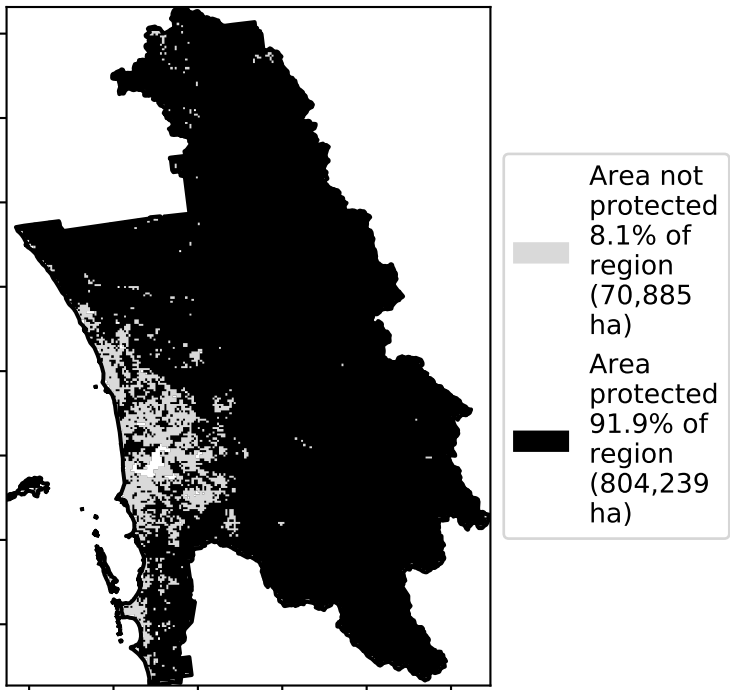 Area not
protected
8.1% of
region
(70,885
ha)
Area
protected
91.9% of
region
(804,239
ha)